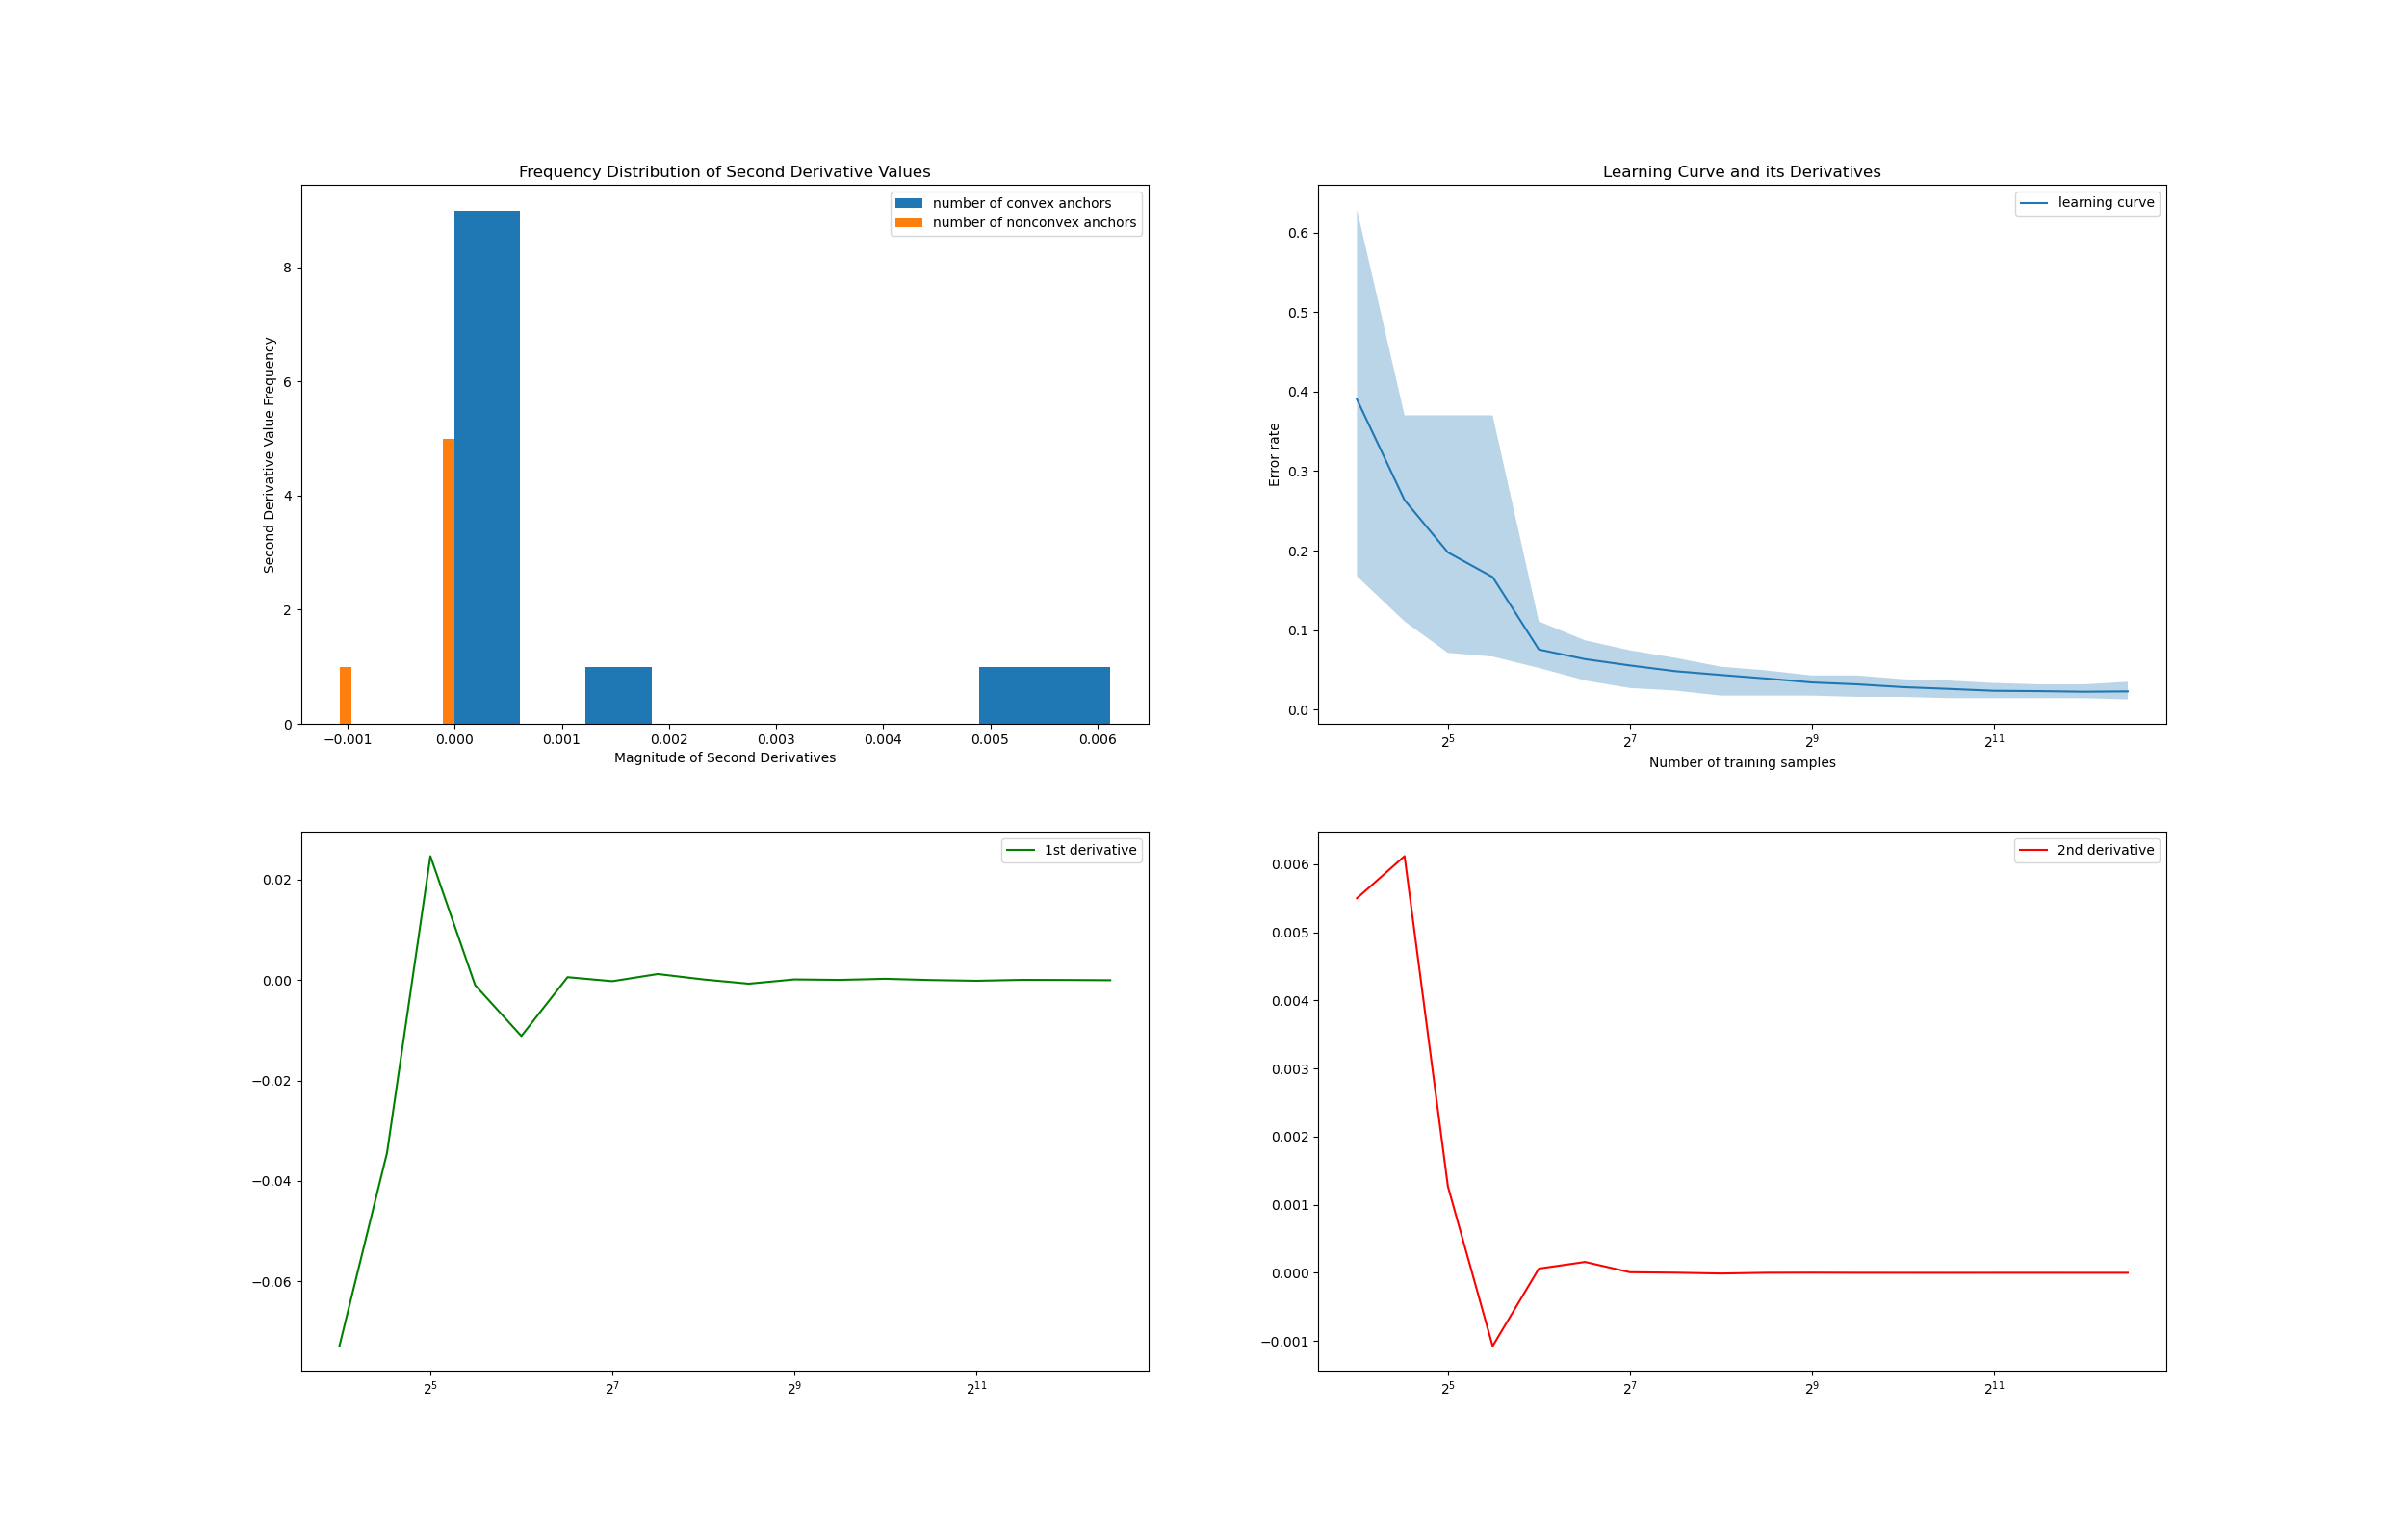 Frequency Distribution of Second Derivative Values
number of convex anchors
number of nonconvex anchors
Second Derivative Value Frequency
8
6
4
2
0
−0.001 0.000 0.001 0.002 0.003 0.004 0.005 0.006
Magnitude of Second Derivatives
Learning Curve and its Derivatives
learning curve
Error rate
0.6
0.5
0.4
0.3
0.2
0.1
0.0
2^5 2^7 2^9 2^11
Number of training samples
1st derivative
0.02
0.00
−0.02
−0.04
−0.06
2^5 2^7 2^9 2^11
2nd derivative
0.006
0.005
0.004
0.003
0.002
0.001
0.000
−0.001
2^5 2^7 2^9 2^11